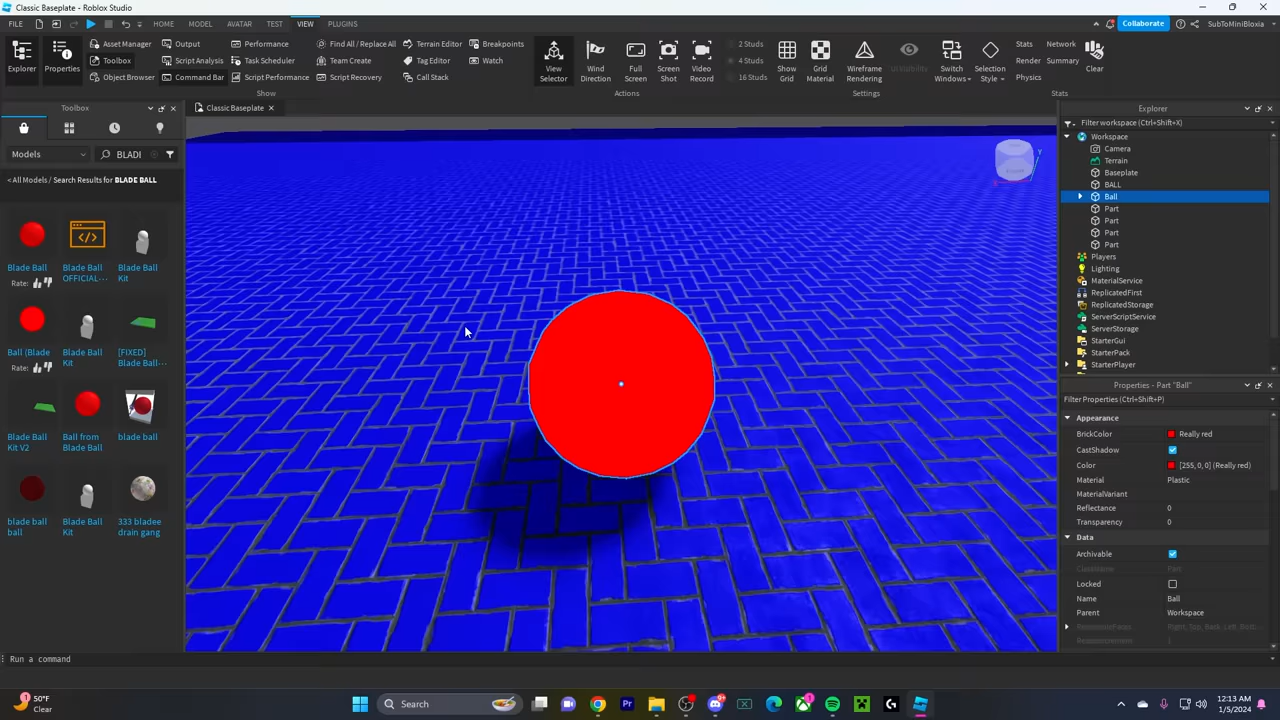 Classic Baseplate - Roblox Studio
FILE
HOME MODEL AVATAR TEST VIEW PLUGINS
Collaborate
SubToMiniBloxia
Explorer
Properties
Asset Manager
Toolbox
Object Browser
Output
Script Analysis
Command Bar
Performance
Task Scheduler
Script Performance
Find All / Replace All
Team Create
Script Recovery
Terrain Editor
Tag Editor
Call Stack
Breakpoints
Watch
Show
View
Selector
Wind
Direction
Full
Screen
Screen
Shot
Video
Record
Actions
2 Studs
4 Studs
16 Studs
Show
Grid
Grid
Material
Wireframe
Rendering
UI Visibility
Switch
Windows
Selection
Style
Settings
Stats
Render
Physics
Network
Summary
Clear
Stats
Toolbox
Models
BLADI
< All Models / Search Results for BLADE BALL
Blade Ball
Rate:
Blade Ball
OFFICIAL-···
Blade Ball
Kit
Ball (Blade
Rate:
Blade Ball
Kit
[FIXED]
Blade Ball···
Blade Ball
Kit V2
Ball from
Blade Ball
blade ball
blade ball
ball
Blade Ball
Kit
333 bladee
drain gang
Classic Baseplate
Y
Explorer
Filter workspace (Ctrl+Shift+X)
Workspace
Camera
Terrain
Baseplate
BALL
Ball
Part
Part
Part
Part
Players
Lighting
MaterialService
ReplicatedFirst
ReplicatedStorage
ServerScriptService
ServerStorage
StarterGui
StarterPack
StarterPlayer
Properties - Part "Ball"
Filter Properties (Ctrl+Shift+P)
Appearance
BrickColor Really red
CastShadow
Color [255, 0, 0] (Really red)
Material Plastic
MaterialVariant
Reflectance 0
Transparency 0
Data
Archivable
ClassName Part
Locked
Name Ball
Parent Workspace
Run a command
1
50°F
Clear
Search
Pr
9+
1
G
12:13 AM
1/5/2024